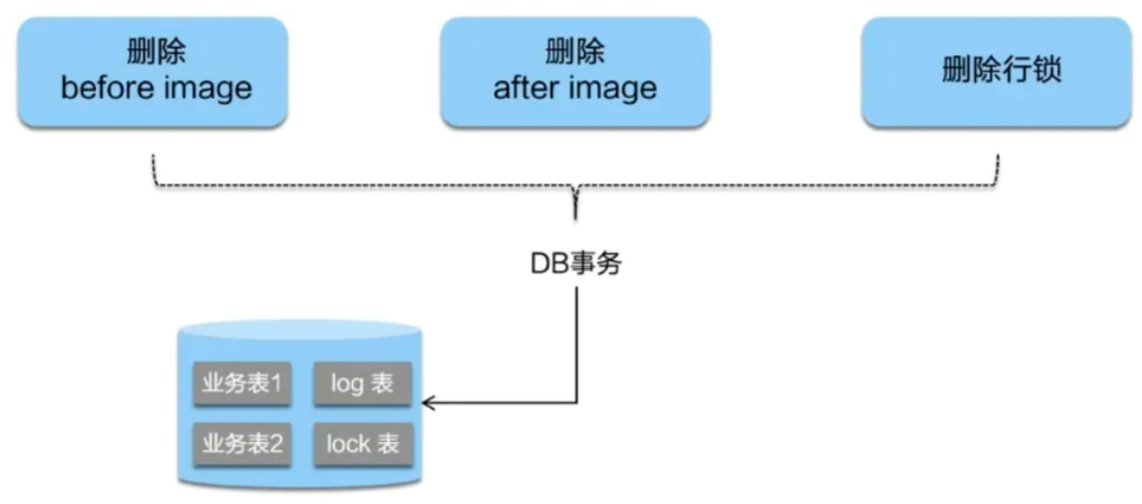 删除
before image
删除
after image
删除行锁
DB事务
业务表1
log 表
业务表2
lock 表